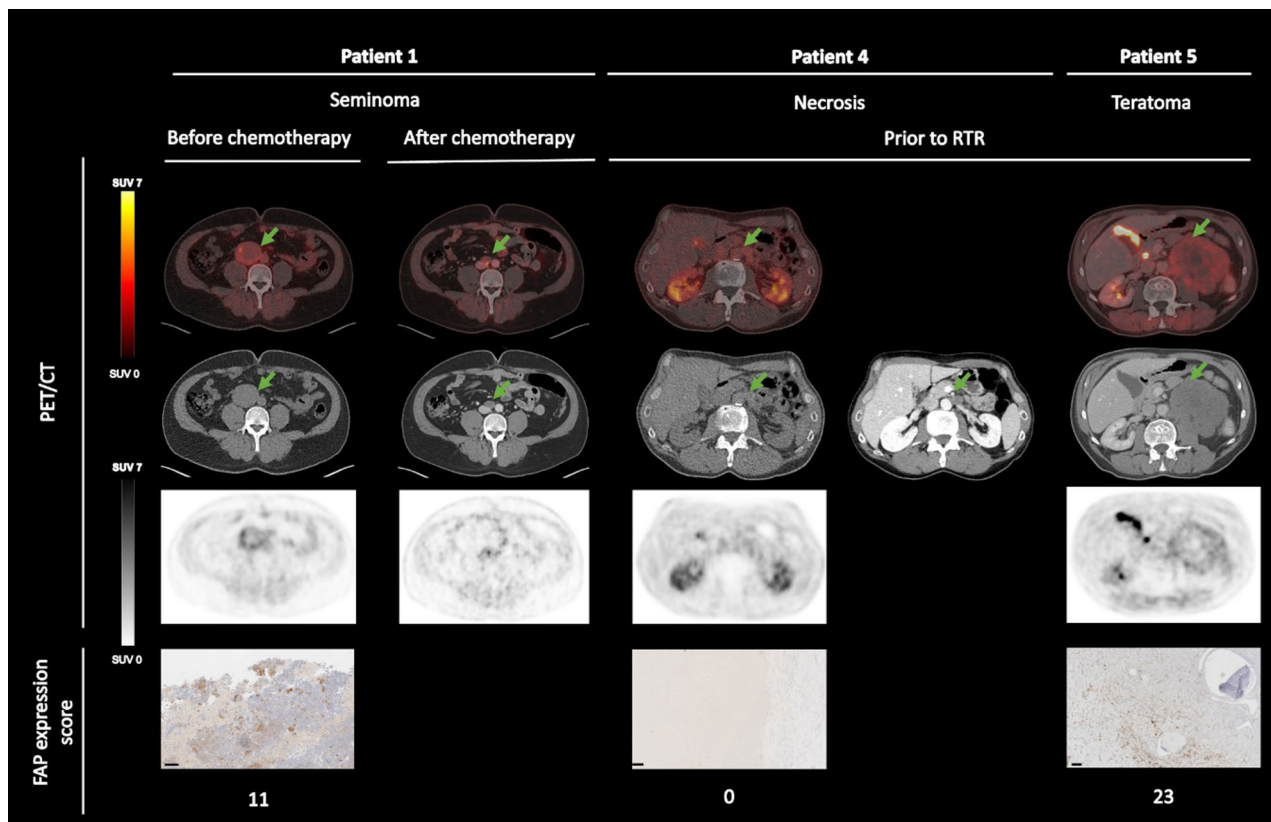 Patient 1
Patient 4
Patient 5
Seminoma
Necrosis
Teratoma
Before chemotherapy
After chemotherapy
Prior to RTR
SUV 7
SUV 0
PET/CT
SUV 7
SUV 0
FAP expression
score
11
0
23